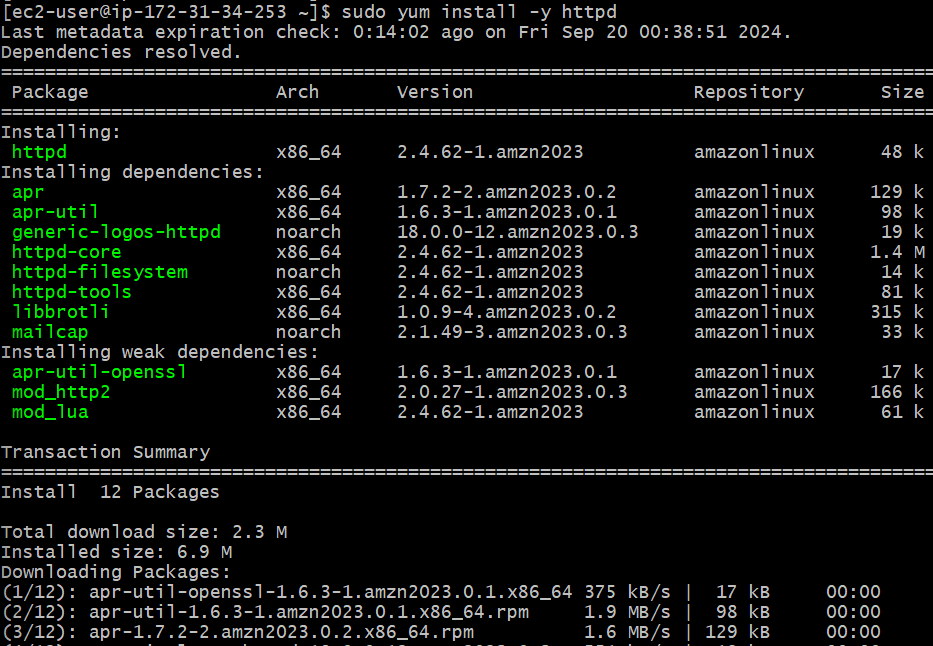 [ec2-user@ip-172-31-34-253 ~]$ sudo yum install -y httpd
Last metadata expiration check: 0:14:02 ago on Fri Sep 20 00:38:51 2024.
Dependencies resolved.
================================================================================
Package Arch Version Repository Size
================================================================================
Installing:
httpd x86_64 2.4.62-1.amzn2023 amazonlinux 48 k
Installing dependencies:
apr x86_64 1.7.2-2.amzn2023.0.2 amazonlinux 129 k
apr-util x86_64 1.6.3-1.amzn2023.0.1 amazonlinux 98 k
generic-logos-httpd noarch 18.0.0-12.amzn2023.0.3 amazonlinux 19 k
httpd-core x86_64 2.4.62-1.amzn2023 amazonlinux 1.4 M
httpd-filesystem noarch 2.4.62-1.amzn2023 amazonlinux 14 k
httpd-tools x86_64 2.4.62-1.amzn2023 amazonlinux 81 k
libbrotli x86_64 1.0.9-4.amzn2023.0.2 amazonlinux 315 k
mailcap noarch 2.1.49-3.amzn2023.0.3 amazonlinux 33 k
Installing weak dependencies:
apr-util-openssl x86_64 1.6.3-1.amzn2023.0.1 amazonlinux 17 k
mod_http2 x86_64 2.0.27-1.amzn2023.0.3 amazonlinux 166 k
mod_lua x86_64 2.4.62-1.amzn2023 amazonlinux 61 k
Transaction Summary
================================================================================
Install 12 Packages
Total download size: 2.3 M
Installed size: 6.9 M
Downloading Packages:
(1/12): apr-util-openssl-1.6.3-1.amzn2023.0.1.x86_64 375 kB/s | 17 kB 00:00
(2/12): apr-util-1.6.3-1.amzn2023.0.1.x86_64.rpm 1.9 MB/s | 98 kB 00:00
(3/12): apr-1.7.2-2.amzn2023.0.2.x86_64.rpm 1.6 MB/s | 129 kB 00:00